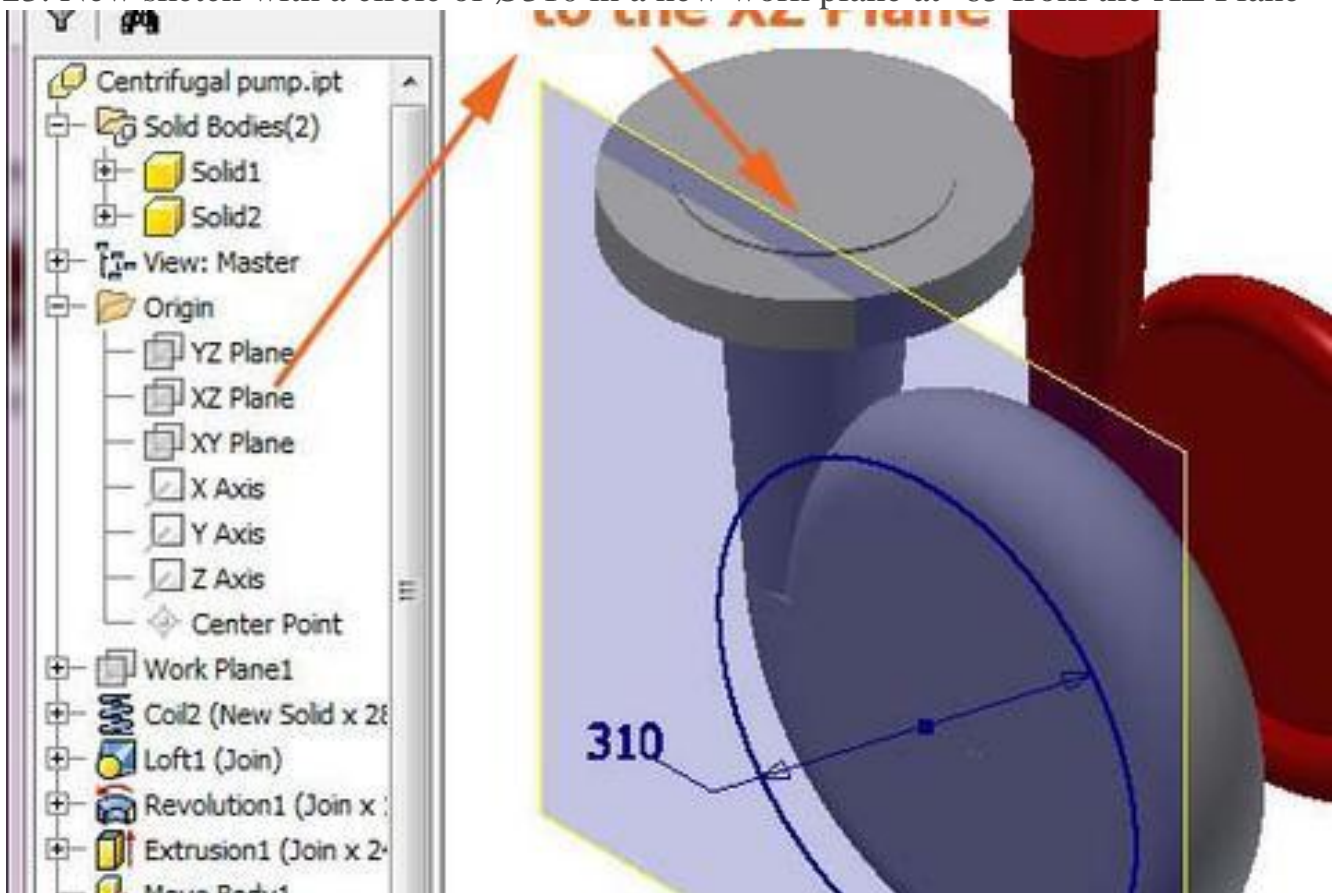 to the XZ Plane
Centrifugal pump.ipt
Solid Bodies(2)
Solid1
Solid2
View: Master
Origin
YZ Plane
XZ Plane
XY Plane
X Axis
Y Axis
Z Axis
Center Point
Work Plane1
Coil2 (New Solid x 28
Loft1 (Join)
Revolution1 (Join x
Extrusion1 (Join x 2
310